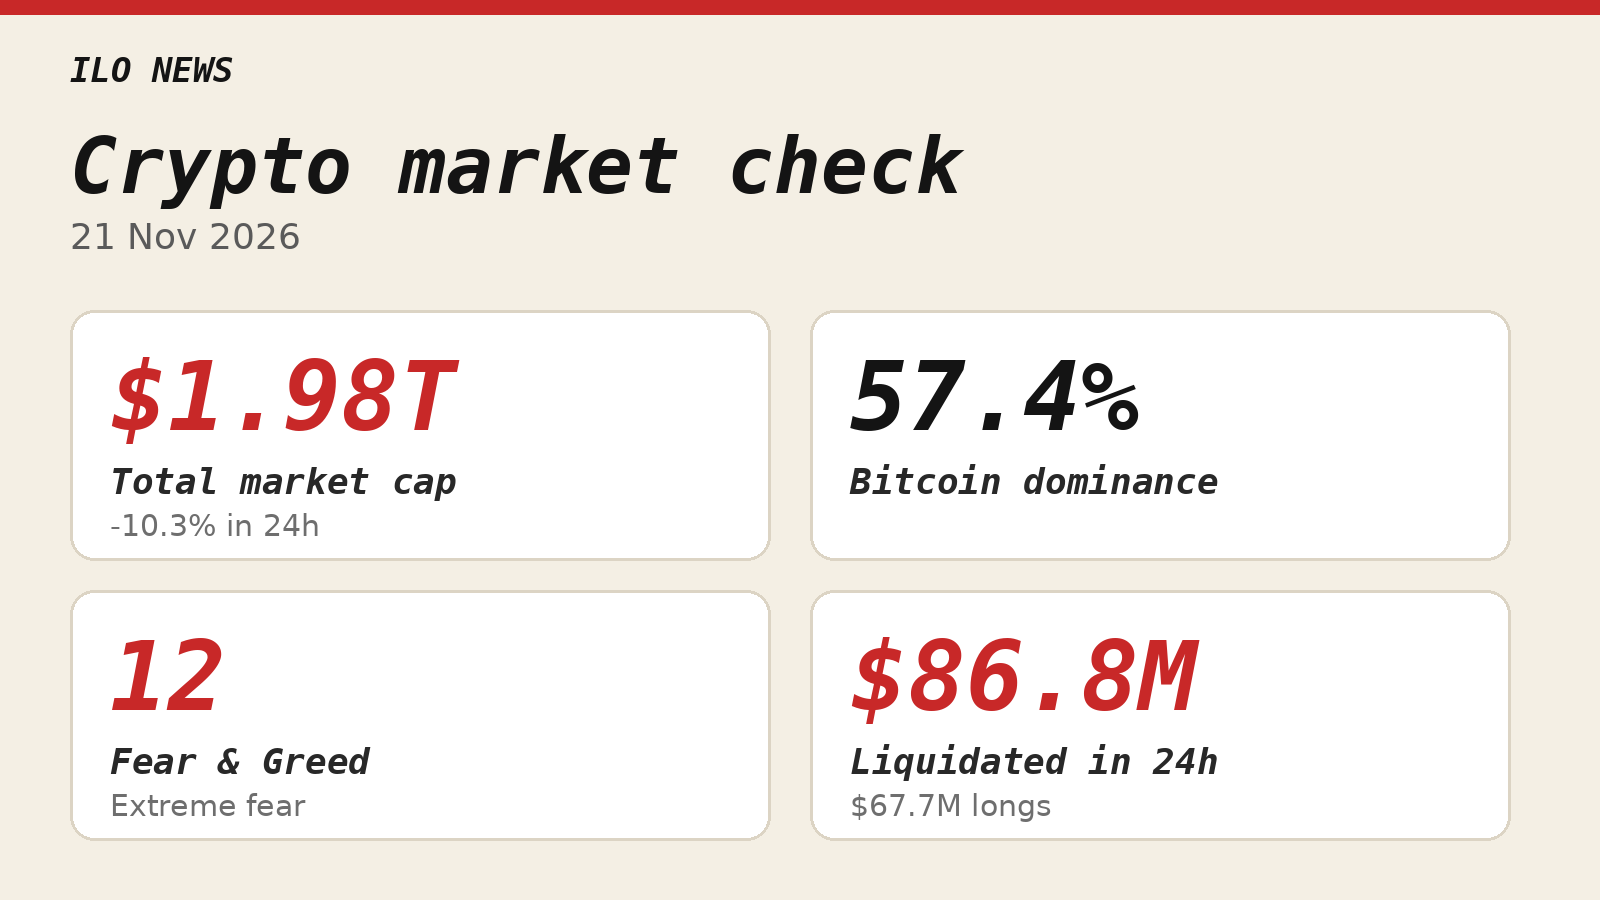 ILO NEWS
Crypto market check
21 Nov 2026
$1.98T
Total market cap
-10.3% in 24h
57.4%
Bitcoin dominance
12
Fear & Greed
Extreme fear
$86.8M
Liquidated in 24h
$67.7M longs